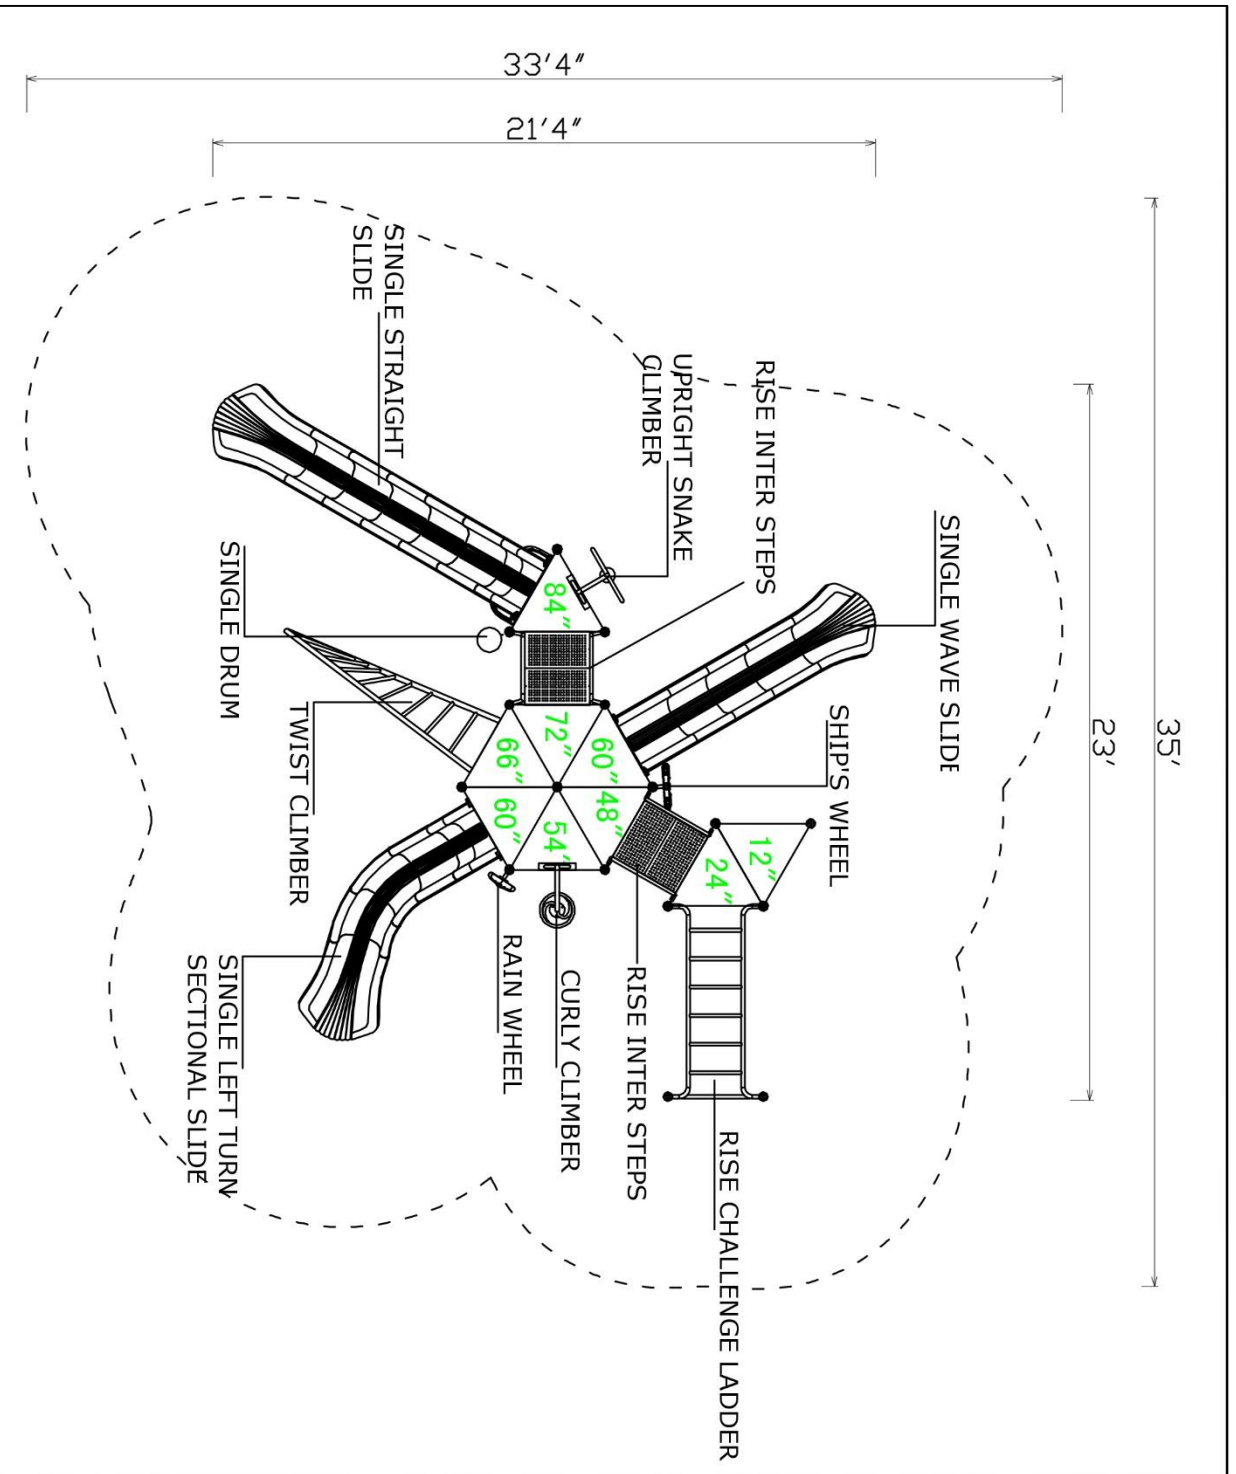 33'4"
21'4"
35'
23'
SINGLE STRAIGHT
SLIDE
UPRIGHT SNAKE
CLIMBER
RISE INTER STEPS
SINGLE WAVE SLIDE
SINGLE DRUM
TWIST CLIMBER
SHIP'S WHEEL
84"
72"
60"
66"
48"
60"
54"
12"
24"
SINGLE LEFT TURN
SECTIONAL SLIDE
RAIN WHEEL
CURLY CLIMBER
RISE INTER STEPS
RISE CHALLENGE LADDER